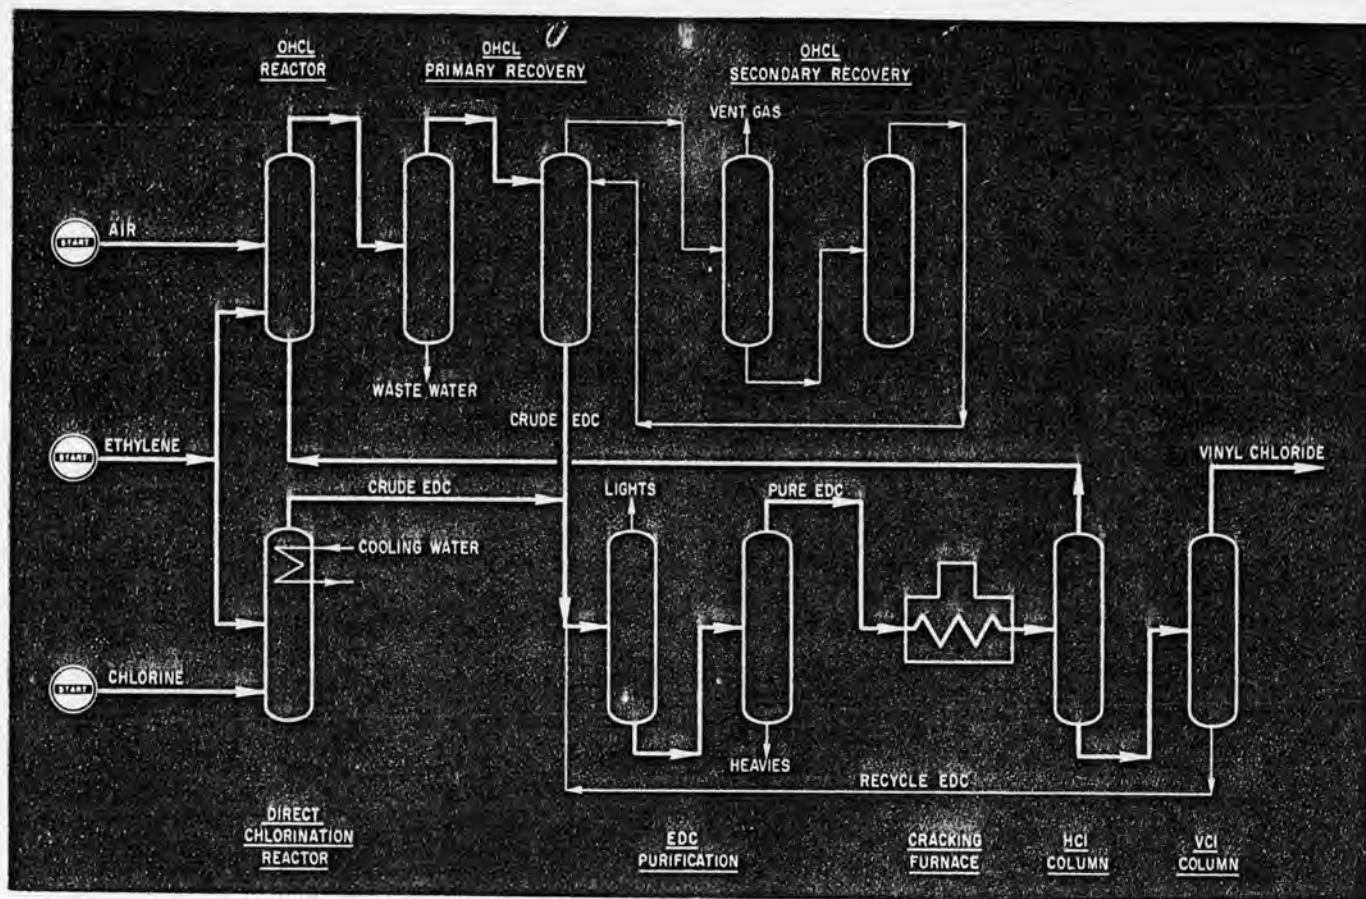 OHCL
REACTOR
OHCL
PRIMARY RECOVERY
OHCL
SECONDARY RECOVERY
VENT GAS
START
AIR
WASTE WATER
CRUDE EDC
START
ETHYLENE
VINYL CHLORIDE
CRUDE EDC
LIGHTS
PURE EDC
COOLING WATER
START
CHLORINE
HEAVIES
RECYCLE EDC
DIRECT
CHLORINATION
REACTOR
EDC
PURIFICATION
CRACKING
FURNACE
HCl
COLUMN
VCl
COLUMN